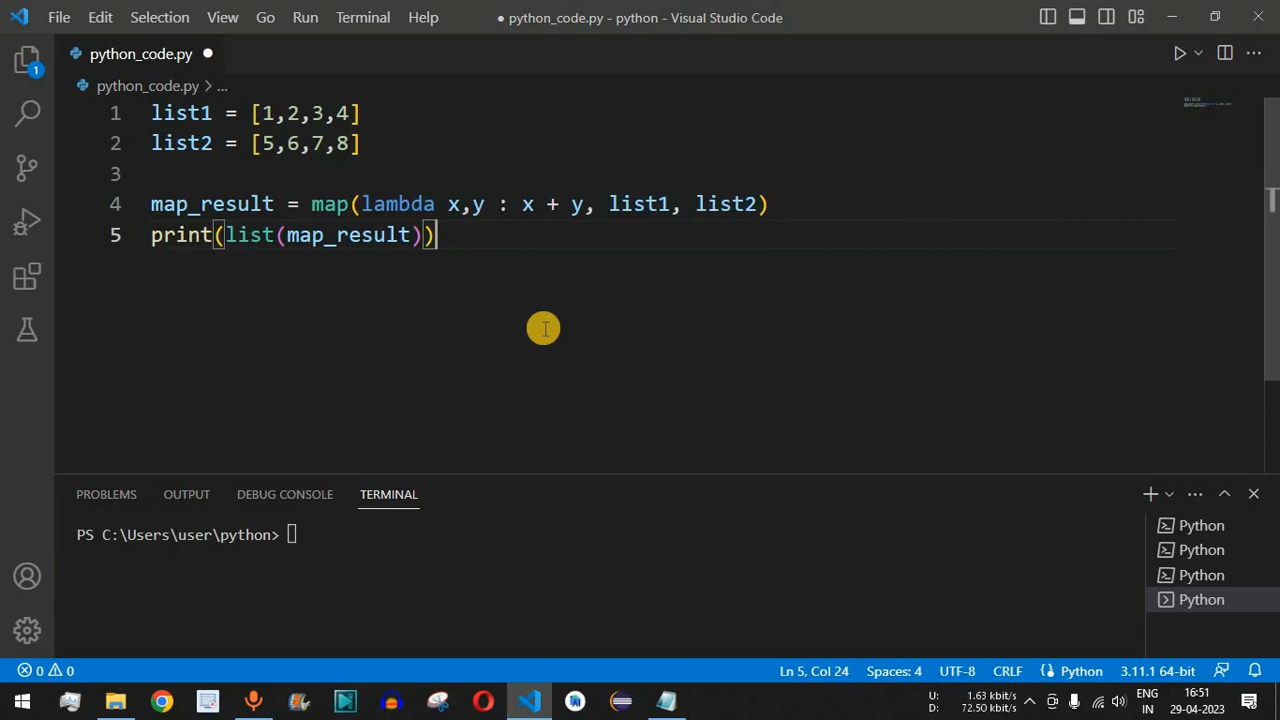 File Edit Selection View Go Run Terminal Help ● python_code.py - python - Visual Studio Code
python_code.py ●
python_code.py > ...
1 list1 = [1,2,3,4]
2 list2 = [5,6,7,8]
3
4 map_result = map(lambda x,y : x + y, list1, list2)
5 print(list(map_result))
1
PROBLEMS OUTPUT DEBUG CONSOLE TERMINAL
PS C:\Users\user\python>
Python
Python
Python
Python
0 0 Ln 5, Col 24 Spaces: 4 UTF-8 CRLF Python 3.11.1 64-bit
U: 1.63 kbit/s ENG 16:51
D: 72.50 kbit/s IN 29-04-2023